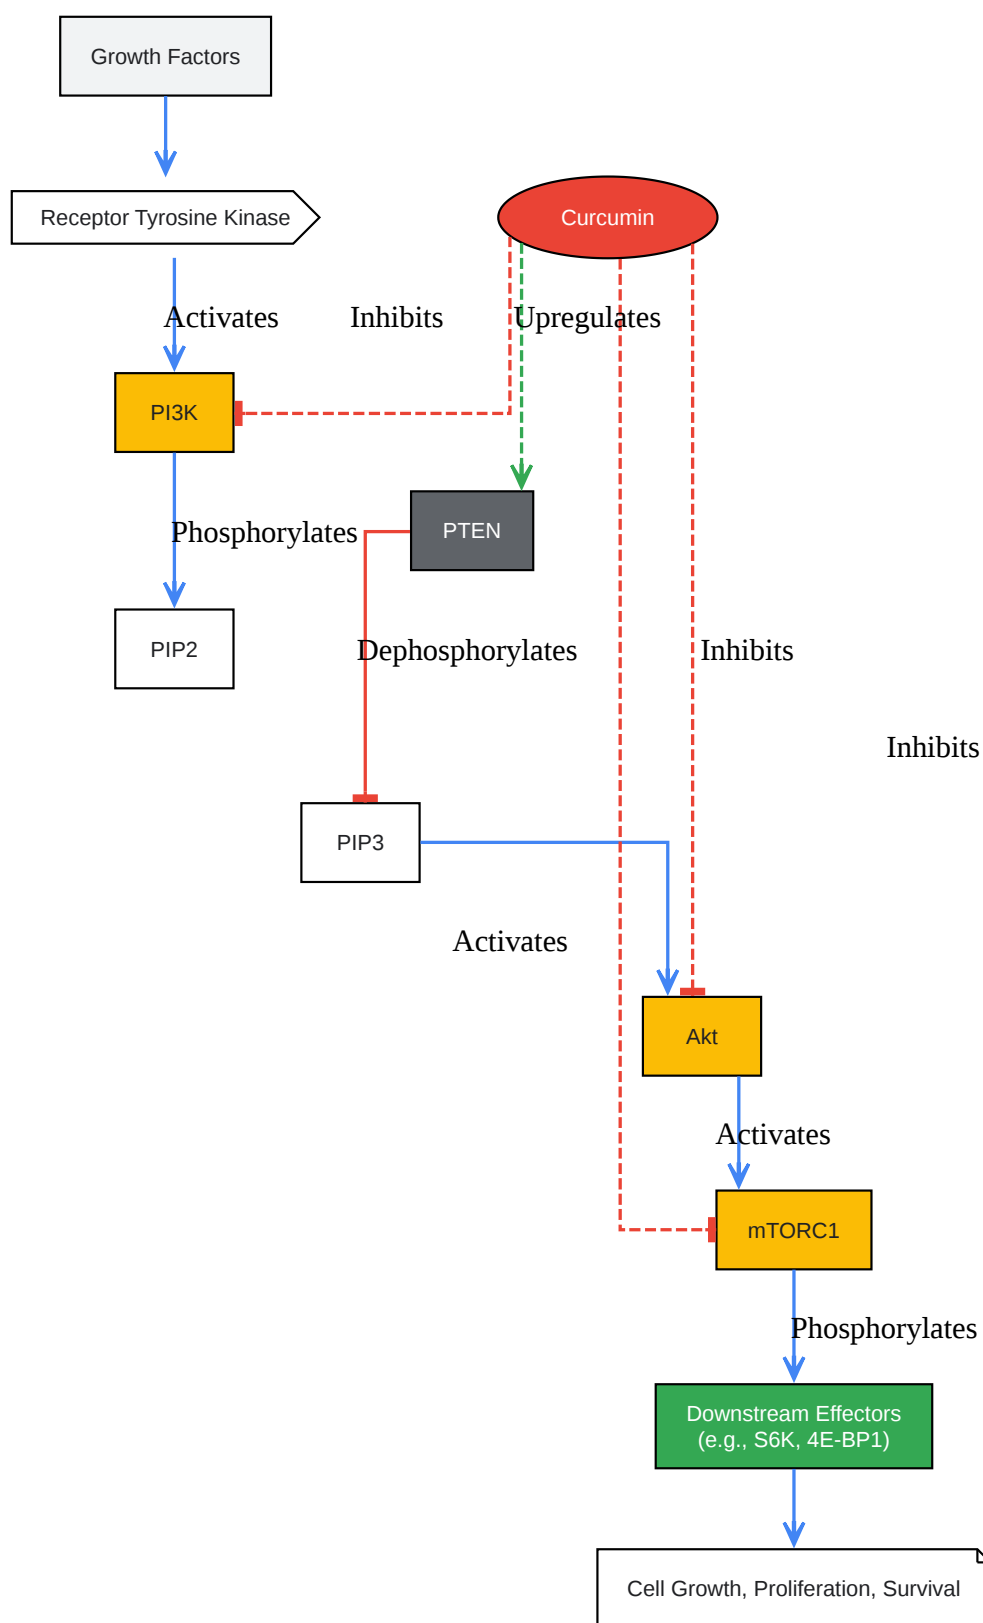 Growth Factors
Receptor Tyrosine Kinase
Curcumin
Activates
Inhibits
Upregulates
PI3K
PTEN
Phosphorylates
PIP2
Dephosphorylates
Inhibits
Inhibits
PIP3
Activates
Akt
Activates
mTORC1
Phosphorylates
Downstream Effectors
(e.g., S6K, 4E-BP1)
Cell Growth, Proliferation, Survival